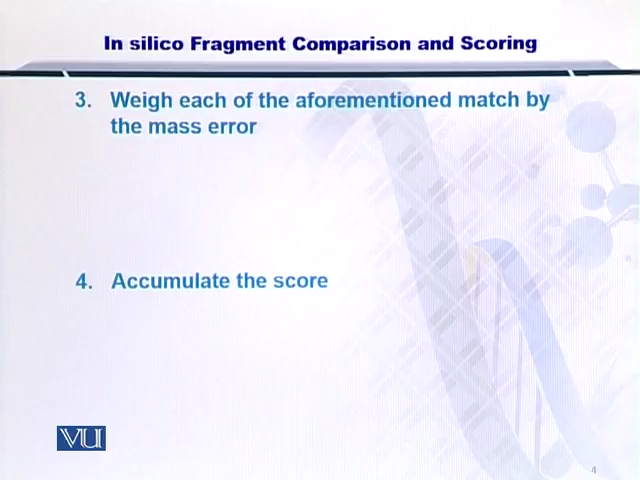 In silico Fragment Comparison and Scoring
3. Weigh each of the aforementioned match by
the mass error
4. Accumulate the score
VU
4